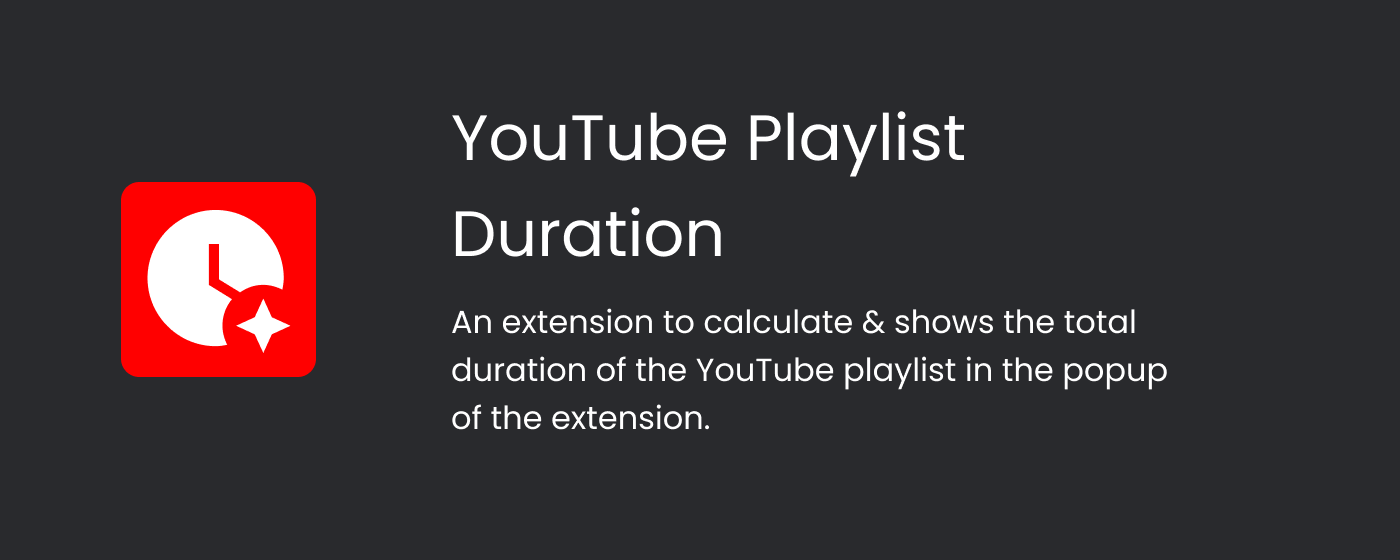 YouTube Playlist
Duration
An extension to calculate & shows the total
duration of the YouTube playlist in the popup
of the extension.